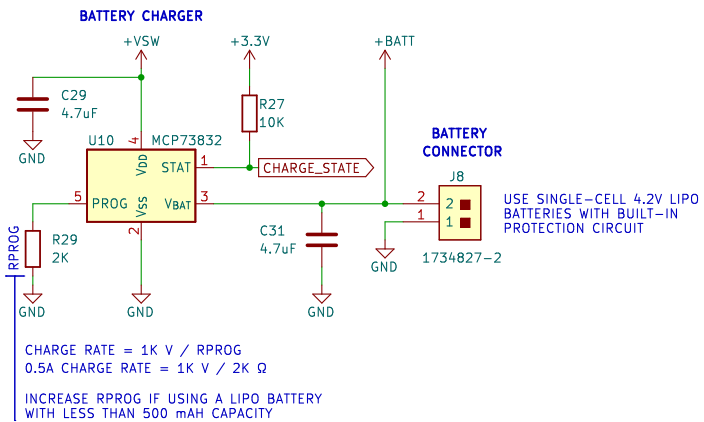 BATTERY CHARGER
+VSW
+3.3V
+BATT
C29
4.7uF
GND
R27
10K
U10
MCP73832
4
VDD
STAT
1
CHARGE_STATE
BATTERY
CONNECTOR
J8
5
PROG
VSS
VBAT
3
2
2
2
1
1
USE SINGLE-CELL 4.2V LIPO
BATTERIES WITH BUILT-IN
PROTECTION CIRCUIT
RPROG
R29
2K
C31
4.7uF
GND
1734827-2
GND
GND
GND
CHARGE RATE = 1K V / RPROG
0.5A CHARGE RATE = 1K V / 2K Ω
INCREASE RPROG IF USING A LIPO BATTERY
WITH LESS THAN 500 mAH CAPACITY